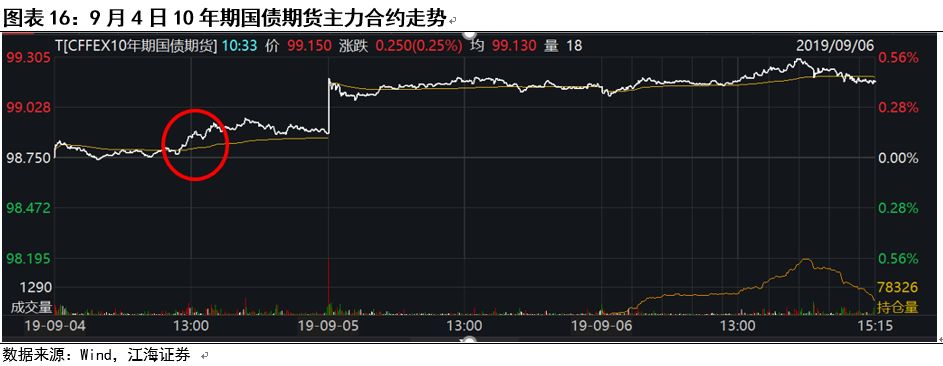 图表 16：9 月 4 日 10 年期国债期货主力合约走势
T[CFFEX10年期国债期货] 10:33 价 99.150 涨跌 0.250(0.25%) 均 99.130 量 18 2019/09/06
99.305 0.56%
99.028 0.28%
98.750 0.00%
98.472 0.28%
98.195 0.56%
1290 78326
成交量 持仓量
19-09-04 13:00 19-09-05 13:00 19-09-06 13:00 15:15
数据来源：Wind，江海证券